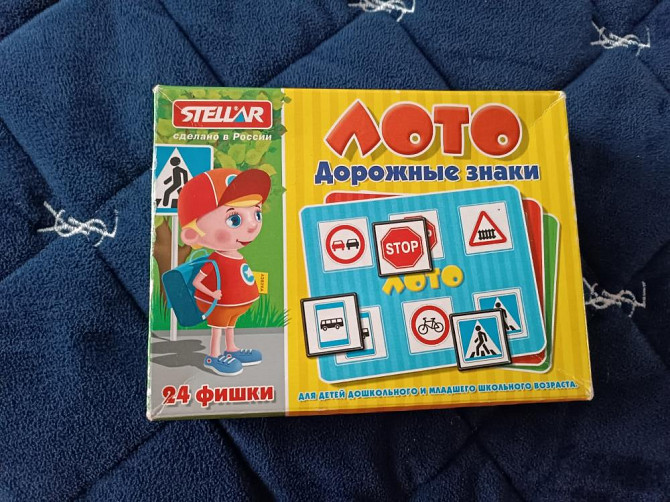 STELLAR
сделано в России
ЛОТО
Дорожные знаки
STOP
ЛОТО
24 фишки
ДЛЯ ДЕТЕЙ ДОШКОЛЬНОГО И МЛАДШЕГО ШКОЛЬНОГО ВОЗРАСТА